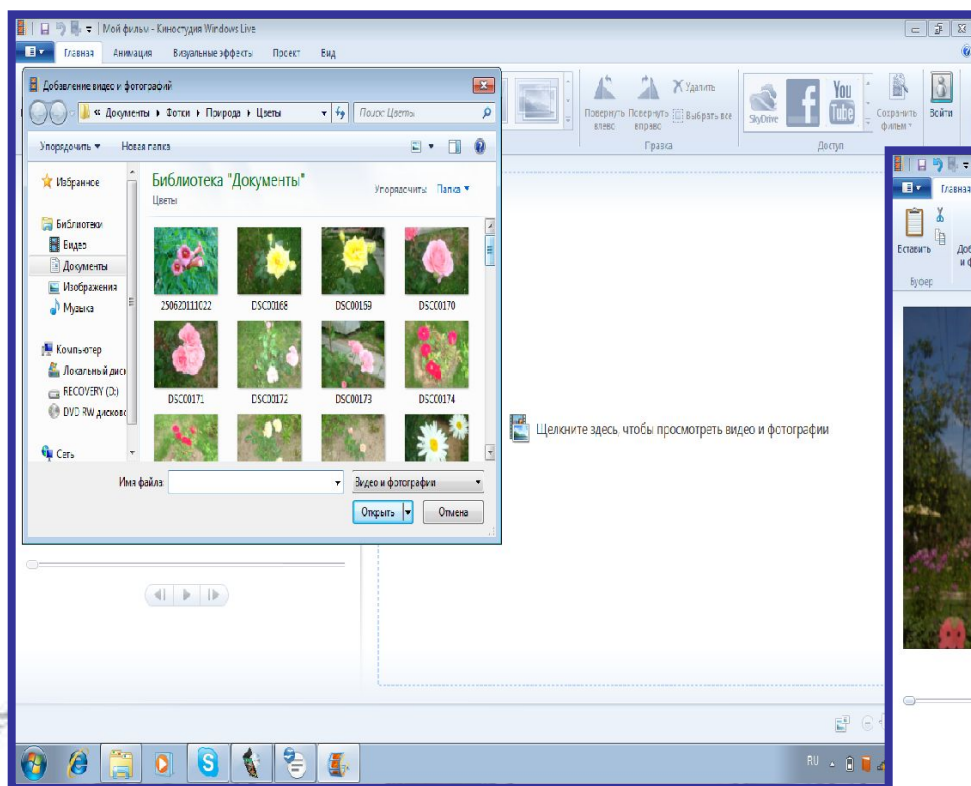 Мой фильм - Киностудия Windows Live
Главная Анимация Визуальные эффекты Проект Вид
Добавление видео и фотографий
« Документы Фотки Природа Цветы
Поиск: Цветы
Упорядочить Новая папка
Избранное
Библиотеки
Видео
Документы
Изображения
Музыка
Компьютер
Локальный диск
RECOVERY (D:)
DVD RW дисково
Сеть
Библиотека "Документы"
Цветы
Упорядочить: Папка
250620111022 DSC00168 DSC00169 DSC00170
DSC00171 DSC00172 DSC00173 DSC00174
Имя файла:
Видео и фотографии
Открыть Отмена
Повернуть влево
Повернуть вправо
Удалить
Выбрать все
Правка
SkyDrive
f
You Tube
Доступ
Сохранить фильм
Войти
Щелкните здесь, чтобы просмотреть видео и фотографии
RU
Главная
Вставить
Доб
и ф
Буфер